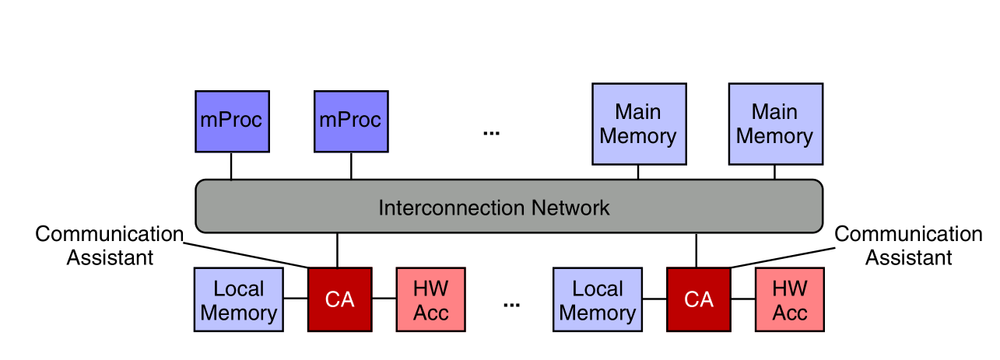 mProc
mProc
...
Main
Memory
Main
Memory
Interconnection Network
Communication
Assistant
Communication
Assistant
Local
Memory
CA
HW
Acc
...
Local
Memory
CA
HW
Acc